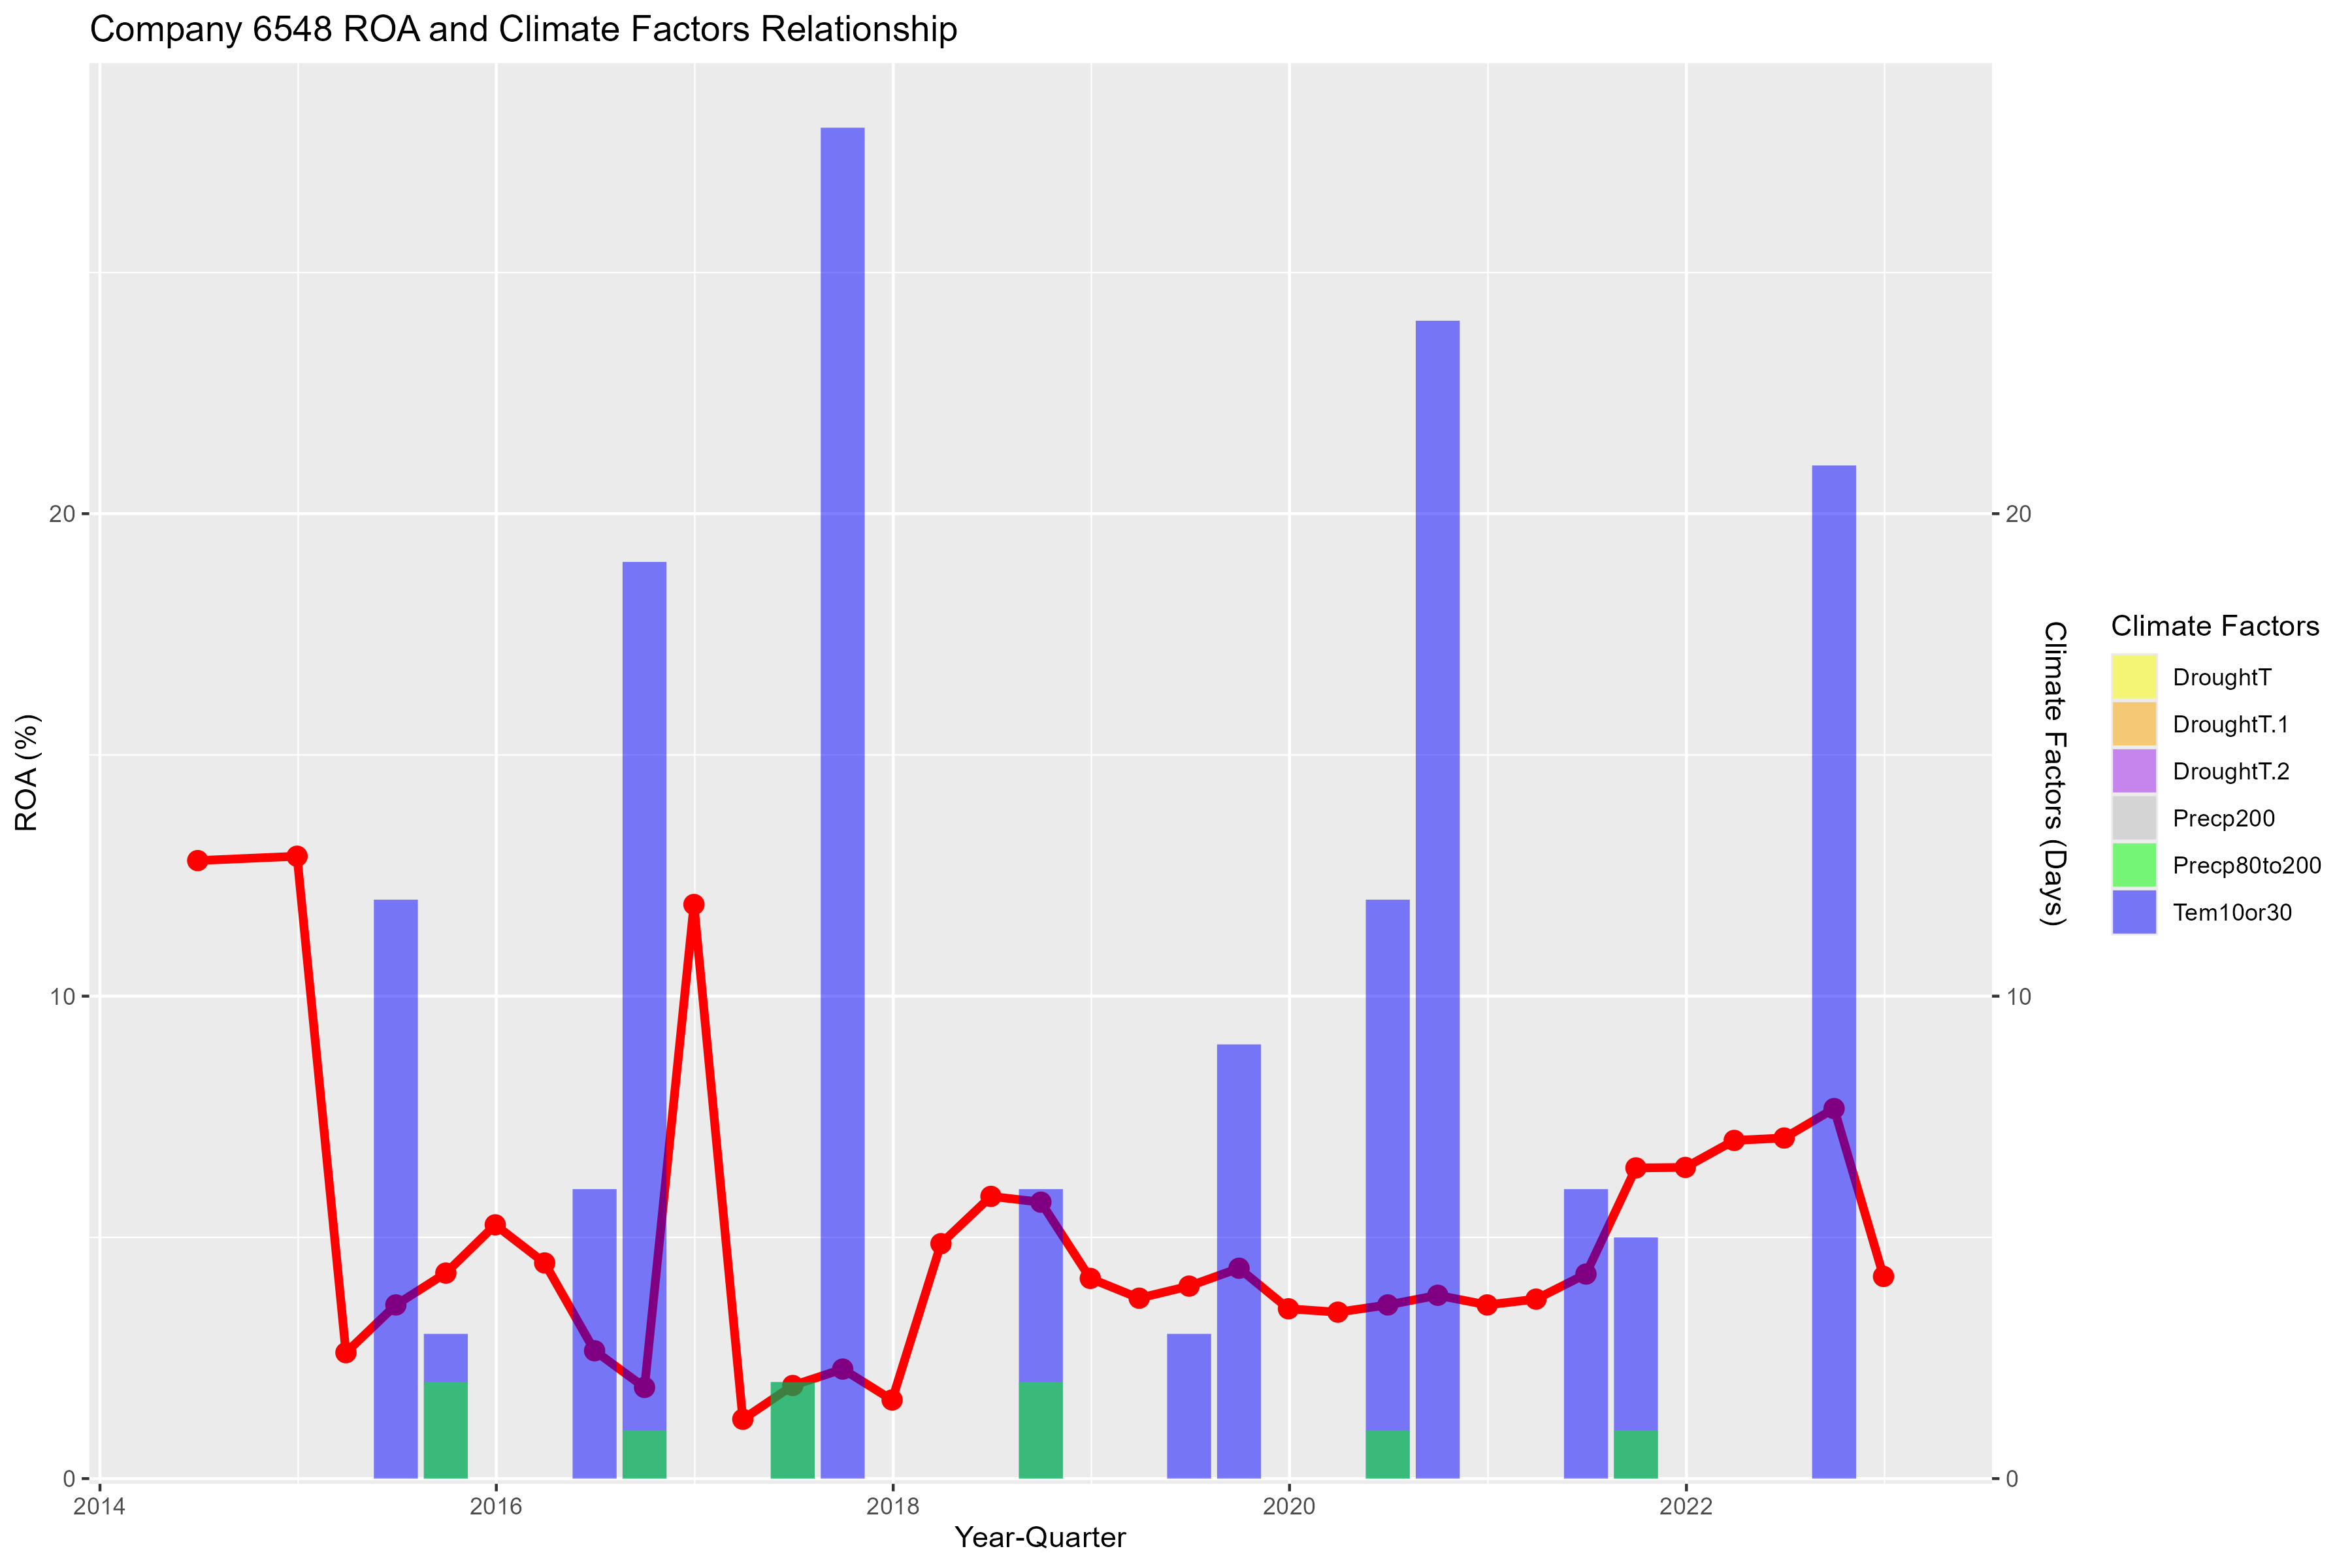 Company 6548 ROA and Climate Factors Relationship
ROA (%)
20
10
0
20
10
0
Climate Factors (Days)
2014
2016
2018
2020
2022
Year-Quarter
Climate Factors
DroughtT
DroughtT.1
DroughtT.2
Precp200
Precp80to200
Tem10or30